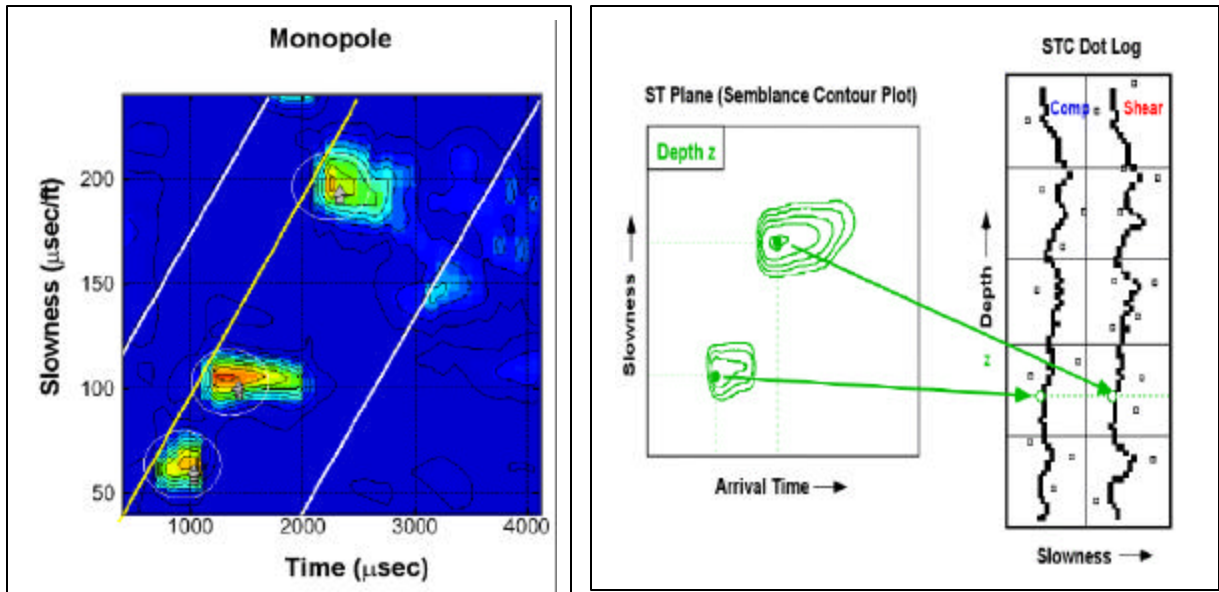 Monopole
Slowness (μsec/ft)
200
150
100
50
1000
2000
3000
4000
Time (μsec)
STC Dot Log
ST Plane (Semblance Contour Plot)
Depth z
Comp
Shear
Slowness
Depth
z
Arrival Time
Slowness